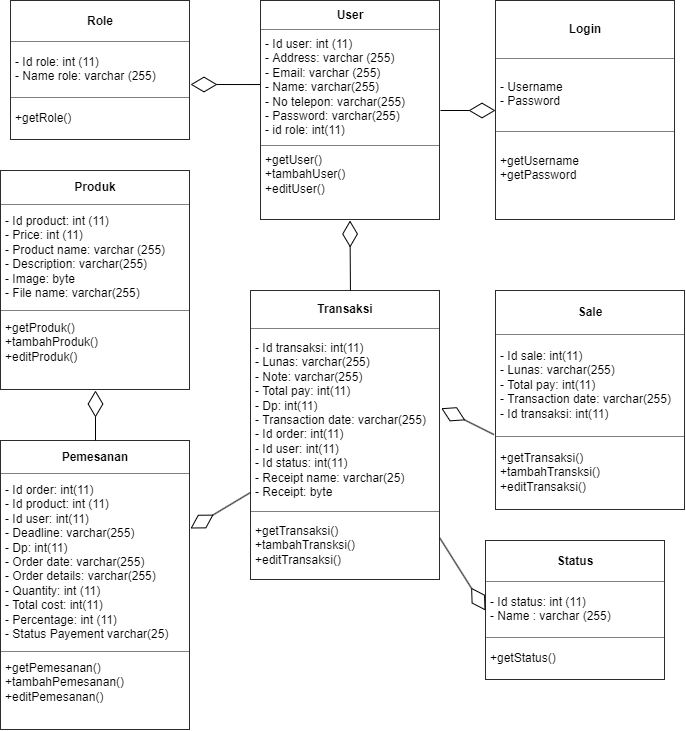 Role
- Id role: int (11)
- Name role: varchar (255)
+getRole()
User
- Id user: int (11)
- Address: varchar (255)
- Email: varchar (255)
- Name: varchar(255)
- No telepon: varchar(255)
- Password: varchar(255)
- id role: int(11)
+getUser()
+tambahUser()
+editUser()
Login
- Username
- Password
+getUsername
+getPassword
Produk
- Id product: int (11)
- Price: int (11)
- Product name: varchar (255)
- Description: varchar(255)
- Image: byte
- File name: varchar(255)
+getProduk()
+tambahProduk()
+editProduk()
Transaksi
- Id transaksi: int(11)
- Lunas: varchar(255)
- Note: varchar(255)
- Total pay: int(11)
- Dp: int(11)
- Transaction date: varchar(255)
- Id order: int(11)
- Id user: int(11)
- Id status: int(11)
- Receipt name: varchar(25)
- Receipt: byte
+getTransaksi()
+tambahTransksi()
+editTransaksi()
Sale
- Id sale: int(11)
- Lunas: varchar(255)
- Total pay: int(11)
- Transaction date: varchar(255)
- Id transaksi: int(11)
+getTransaksi()
+tambahTransksi()
+editTransaksi()
Pemesanan
- Id order: int(11)
- Id product: int (11)
- Id user: int(11)
- Deadline: varchar(255)
- Dp: int(11)
- Order date: varchar(255)
- Order details: varchar(255)
- Quantity: int (11)
- Total cost: int(11)
- Percentage: int (11)
- Status Payement varchar(25)
+getPemesanan()
+tambahPemesanan()
+editPemesanan()
Status
- Id status: int (11)
- Name : varchar (255)
+getStatus()